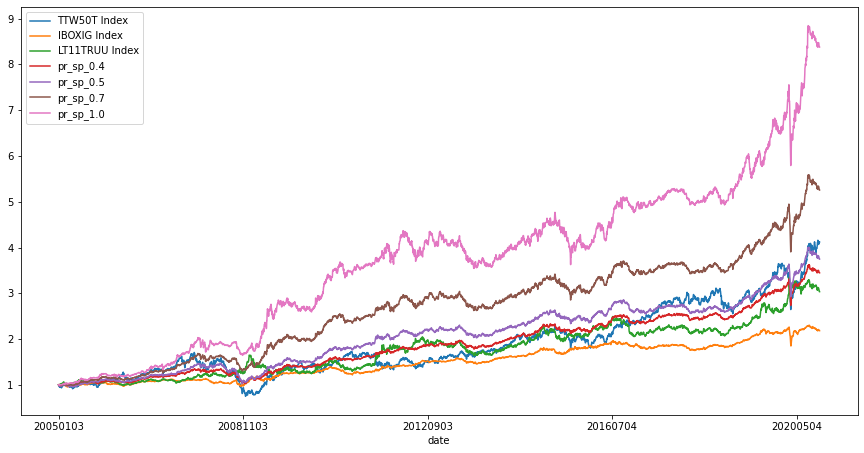 9
8
7
6
5
4
3
2
1
TTW50T Index
IBOXIG Index
LT11TRUU Index
pr_sp_0.4
pr_sp_0.5
pr_sp_0.7
pr_sp_1.0
20050103
20081103
20120903
20160704
20200504
date